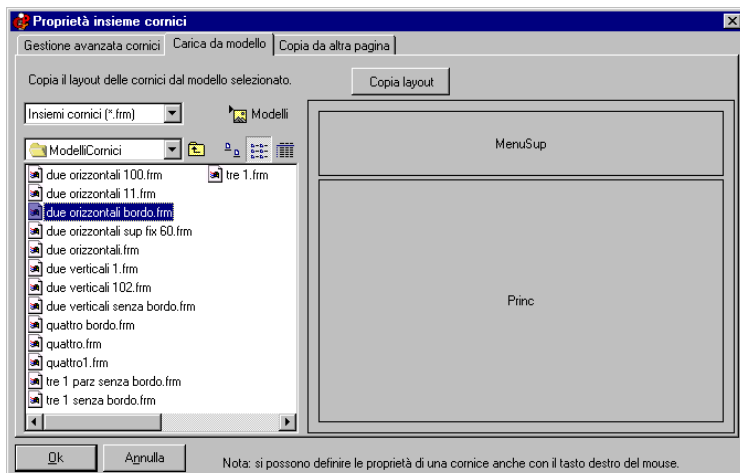 Proprietà insieme cornici
Gestione avanzata cornici Carica da modello Copia da altra pagina
Copia il layout delle cornici dal modello selezionato. Copia layout
Insiemi cornici (*.frm) Modelli
ModelliCornici
due orizzontali 100.frm tre 1.frm
due orizzontali 11.frm
due orizzontali bordo.frm
due orizzontali sup fix 60.frm
due orizzontali.frm
due verticali 1.frm
due verticali 102.frm
due verticali senza bordo.frm
quattro bordo.frm
quattro.frm
quattro1.frm
tre 1 parz senza bordo.frm
tre 1 senza bordo.frm
MenuSup
Princ
Ok Annulla Nota: si possono definire le proprietà di una cornice anche con il tasto destro del mouse.